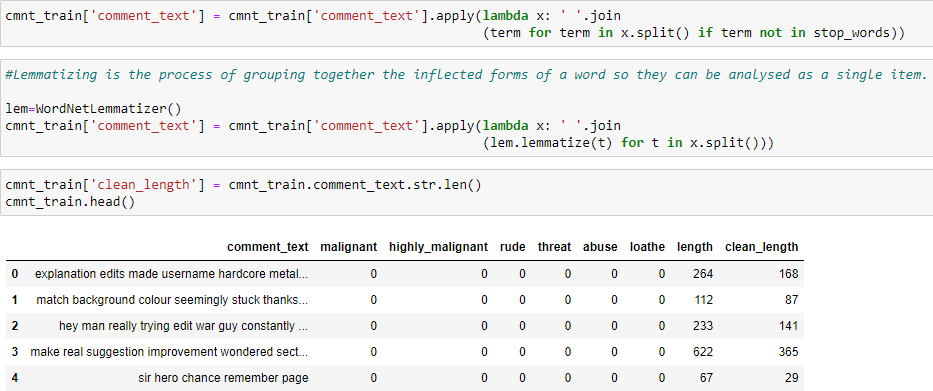 cmnt_train['comment_text'] = cmnt_train['comment_text'].apply(lambda x: ' '.join
(term for term in x.split() if term not in stop_words))
#Lemmatizing is the process of grouping together the inflected forms of a word so they can be analysed as a single item.
lem=WordNetLemmatizer()
cmnt_train['comment_text'] = cmnt_train['comment_text'].apply(lambda x: ' '.join
(lem.lemmatize(t) for t in x.split()))
cmnt_train['clean_length'] = cmnt_train.comment_text.str.len()
cmnt_train.head()
comment_text malignant highly_malignant rude threat abuse loathe length clean_length
0 explanation edits made username hardcore metal... 0 0 0 0 0 0 264 168
1 match background colour seemingly stuck thanks... 0 0 0 0 0 0 112 87
2 hey man really trying edit war guy constantly ... 0 0 0 0 0 0 233 141
3 make real suggestion improvement wondered sect... 0 0 0 0 0 0 622 365
4 sir hero chance remember page 0 0 0 0 0 0 67 29